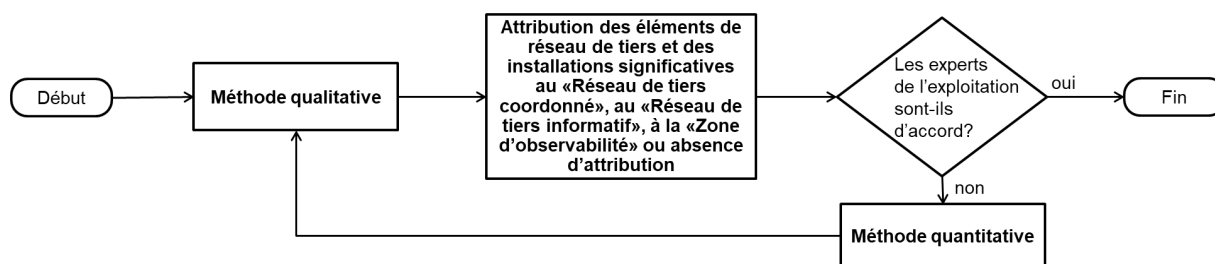 Début
Méthode qualitative
Attribution des éléments de
réseau de tiers et des
installations significatives
au «Réseau de tiers
coordonné», au «Réseau de
tiers informatif», à la «Zone
d’observabilité» ou absence
d’attribution
Les experts
de l’exploitation
sont-ils
d’accord?
oui
Fin
non
Méthode quantitative